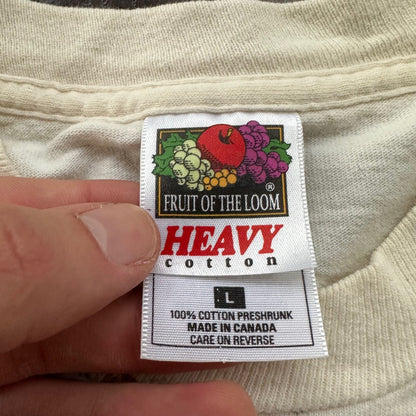 FRUIT OF THE LOOM ®
HEAVY
cotton
L
100% COTTON PRESHRUNK
MADE IN CANADA
CARE ON REVERSE